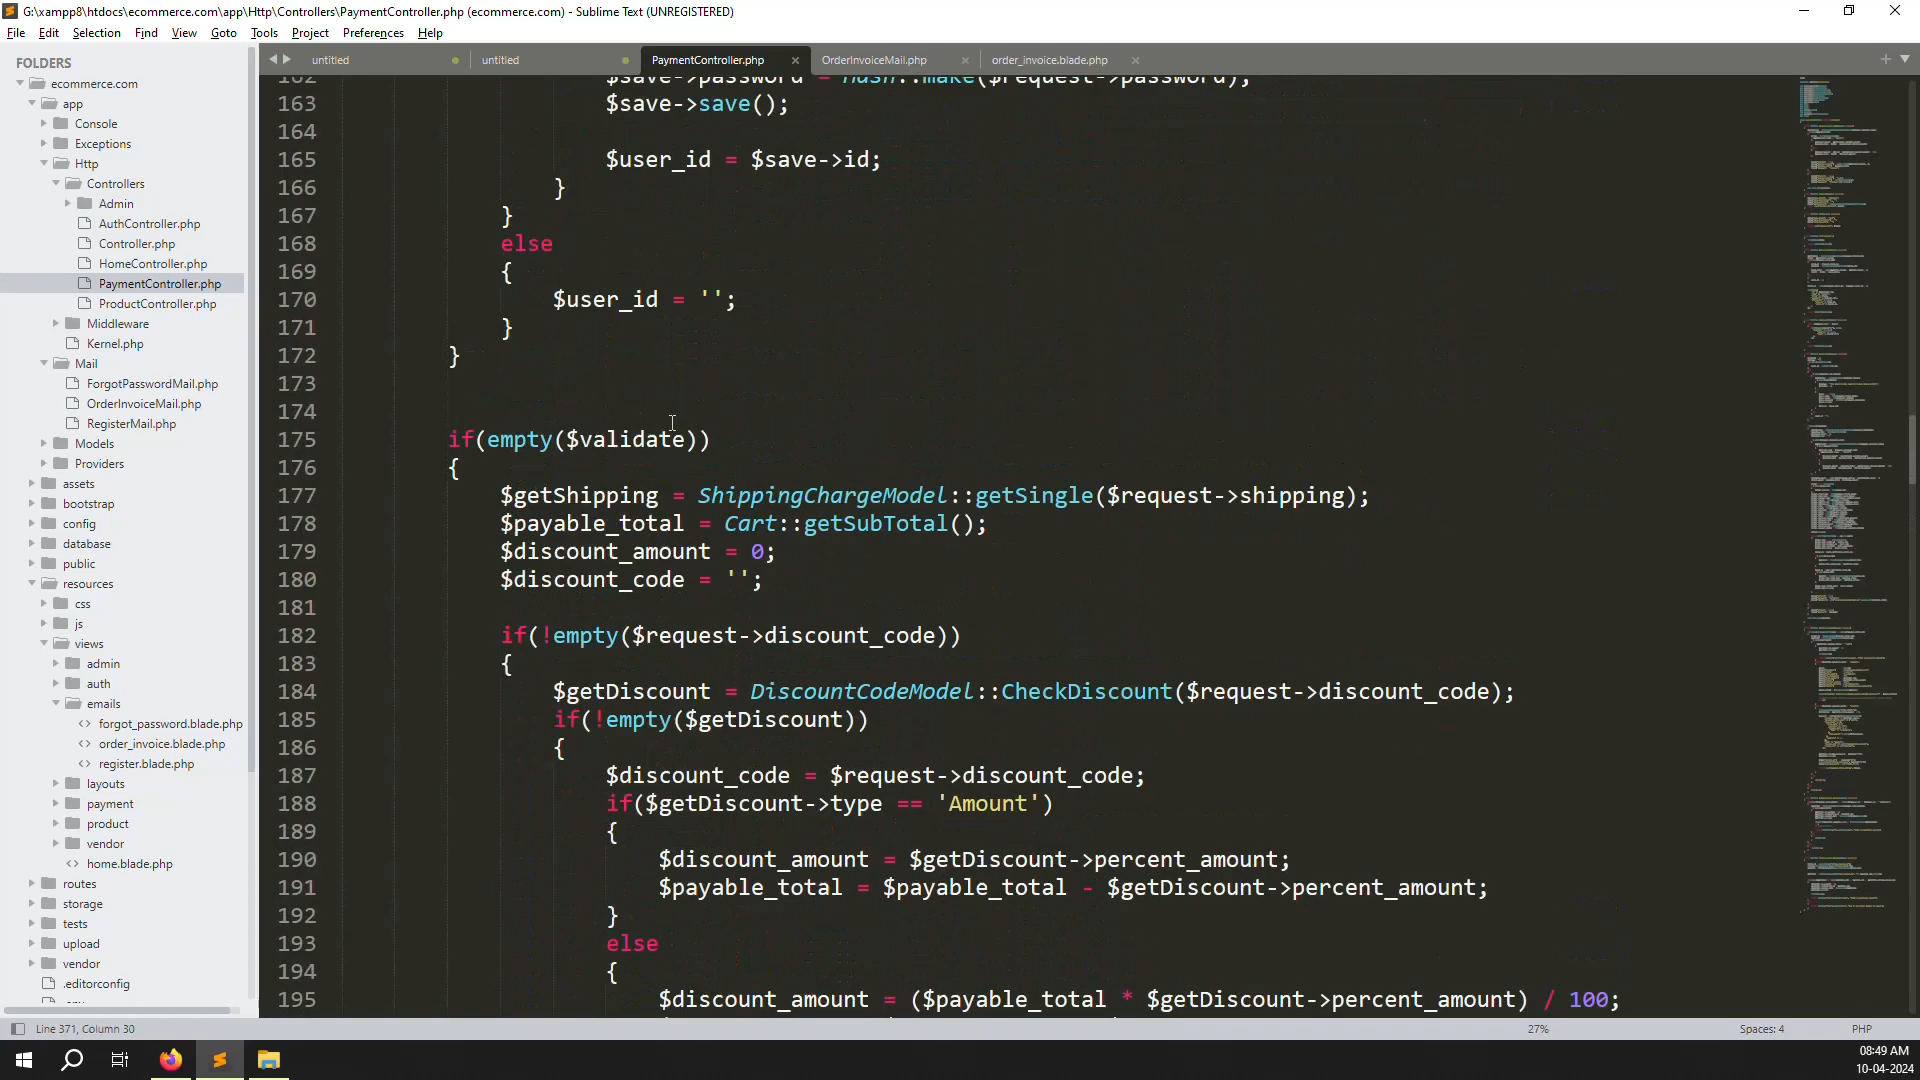 G:\xampp8\htdocs\ecommerce.com\app\Http\Controllers\PaymentController.php (ecommerce.com) - Sublime Text (UNREGISTERED)
File Edit Selection Find View Goto Tools Project Preferences Help
FOLDERS
ecommerce.com
app
Console
Exceptions
Http
Controllers
Admin
AuthController.php
Controller.php
HomeController.php
PaymentController.php
ProductController.php
Middleware
Kernel.php
Mail
ForgotPasswordMail.php
OrderInvoiceMail.php
RegisterMail.php
Models
Providers
assets
bootstrap
config
database
public
resources
css
js
views
admin
auth
emails
forgot_password.blade.php
order_invoice.blade.php
register.blade.php
layouts
payment
product
vendor
home.blade.php
routes
storage
tests
upload
vendor
.editorconfig
.env
untitled untitled PaymentController.php OrderInvoiceMail.php order_invoice.blade.php
162 $save->password = Hash::make($request->password);
163 $save->save();
164
165 $user_id = $save->id;
166 }
167 }
168 else
169 {
170 $user_id = '';
171 }
172 }
173
174
175 if(empty($validate))
176 {
177 $getShipping = ShippingChargeModel::getSingle($request->shipping);
178 $payable_total = Cart::getSubTotal();
179 $discount_amount = 0;
180 $discount_code = '';
181
182 if(!empty($request->discount_code))
183 {
184 $getDiscount = DiscountCodeModel::CheckDiscount($request->discount_code);
185 if(!empty($getDiscount))
186 {
187 $discount_code = $request->discount_code;
188 if($getDiscount->type == 'Amount')
189 {
190 $discount_amount = $getDiscount->percent_amount;
191 $payable_total = $payable_total - $getDiscount->percent_amount;
192 }
193 else
194 {
195 $discount_amount = ($payable_total * $getDiscount->percent_amount) / 100;
Line 371, Column 30 27% Spaces: 4 PHP
08:49 AM
10-04-2024